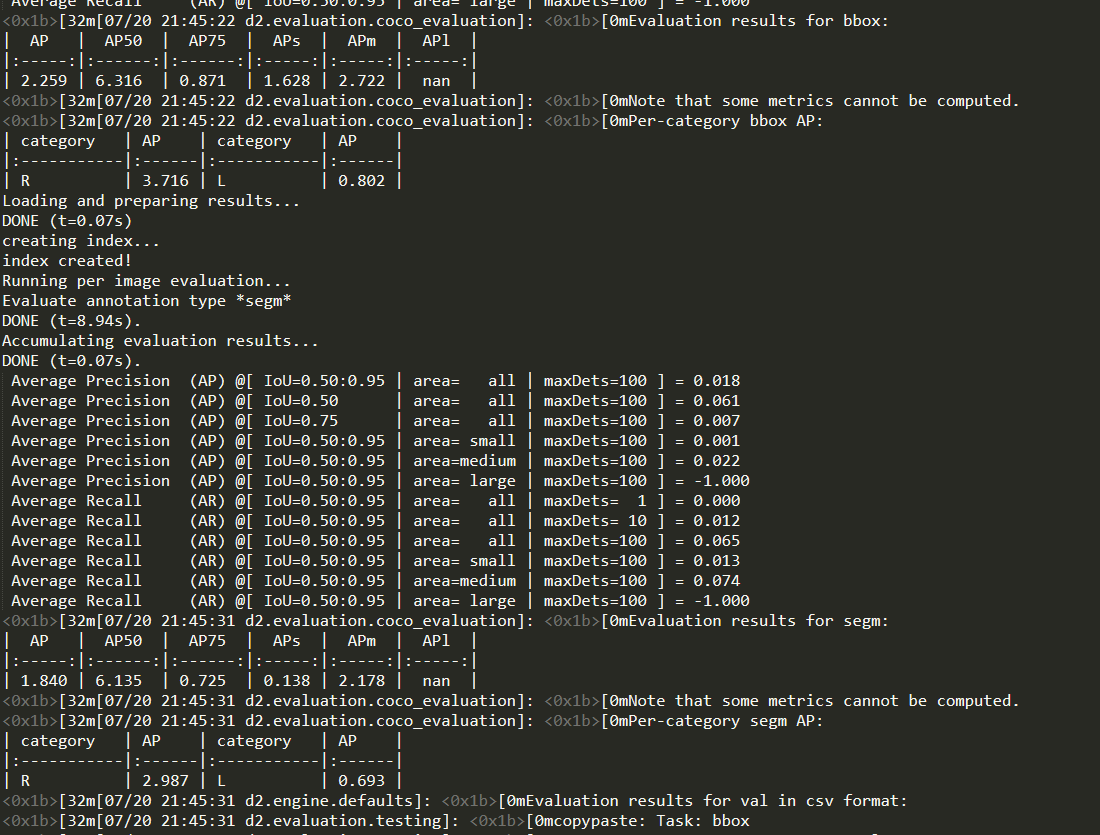 Average Recall     (AR) @[ IoU=0.50:0.95 | area= large | maxDets=100 ] = -1.000
<0x1b>[32m[07/20 21:45:22 d2.evaluation.coco_evaluation]: <0x1b>[0mEvaluation results for bbox:
|  AP   |  AP50  |  AP75  |  APs  |  APm  |  APl  |
|:-----:|:------:|:------:|:-----:|:-----:|:-----:|
| 2.259 | 6.316  | 0.871  | 1.628 | 2.722 |  nan  |
<0x1b>[32m[07/20 21:45:22 d2.evaluation.coco_evaluation]: <0x1b>[0mNote that some metrics cannot be computed.
<0x1b>[32m[07/20 21:45:22 d2.evaluation.coco_evaluation]: <0x1b>[0mPer-category bbox AP:
| category   | AP    | category   | AP    |
|:-----------|:------|:-----------|:------|
| R          | 3.716 | L          | 0.802 |
Loading and preparing results...
DONE (t=0.07s)
creating index...
index created!
Running per image evaluation...
Evaluate annotation type *segm*
DONE (t=8.94s).
Accumulating evaluation results...
DONE (t=0.07s).
 Average Precision  (AP) @[ IoU=0.50:0.95 | area=   all | maxDets=100 ] = 0.018
 Average Precision  (AP) @[ IoU=0.50      | area=   all | maxDets=100 ] = 0.061
 Average Precision  (AP) @[ IoU=0.75      | area=   all | maxDets=100 ] = 0.007
 Average Precision  (AP) @[ IoU=0.50:0.95 | area= small | maxDets=100 ] = 0.001
 Average Precision  (AP) @[ IoU=0.50:0.95 | area=medium | maxDets=100 ] = 0.022
 Average Precision  (AP) @[ IoU=0.50:0.95 | area= large | maxDets=100 ] = -1.000
 Average Recall     (AR) @[ IoU=0.50:0.95 | area=   all | maxDets=  1 ] = 0.000
 Average Recall     (AR) @[ IoU=0.50:0.95 | area=   all | maxDets= 10 ] = 0.012
 Average Recall     (AR) @[ IoU=0.50:0.95 | area=   all | maxDets=100 ] = 0.065
 Average Recall     (AR) @[ IoU=0.50:0.95 | area= small | maxDets=100 ] = 0.013
 Average Recall     (AR) @[ IoU=0.50:0.95 | area=medium | maxDets=100 ] = 0.074
 Average Recall     (AR) @[ IoU=0.50:0.95 | area= large | maxDets=100 ] = -1.000
<0x1b>[32m[07/20 21:45:31 d2.evaluation.coco_evaluation]: <0x1b>[0mEvaluation results for segm:
|  AP   |  AP50  |  AP75  |  APs  |  APm  |  APl  |
|:-----:|:------:|:------:|:-----:|:-----:|:-----:|
| 1.840 | 6.135  | 0.725  | 0.138 | 2.178 |  nan  |
<0x1b>[32m[07/20 21:45:31 d2.evaluation.coco_evaluation]: <0x1b>[0mNote that some metrics cannot be computed.
<0x1b>[32m[07/20 21:45:31 d2.evaluation.coco_evaluation]: <0x1b>[0mPer-category segm AP:
| category   | AP    | category   | AP    |
|:-----------|:------|:-----------|:------|
| R          | 2.987 | L          | 0.693 |
<0x1b>[32m[07/20 21:45:31 d2.engine.defaults]: <0x1b>[0mEvaluation results for val in csv format:
<0x1b>[32m[07/20 21:45:31 d2.evaluation.testing]: <0x1b>[0mcopypaste: Task: bbox